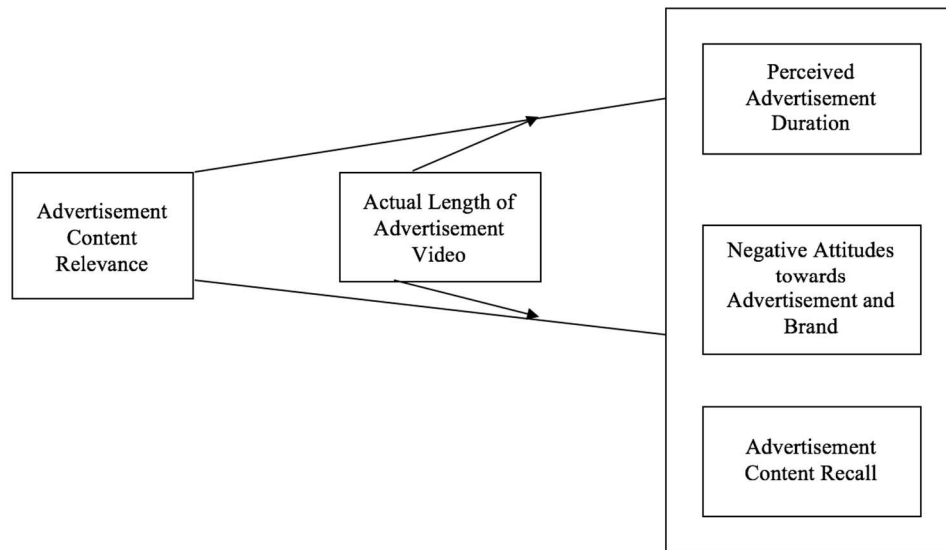 Advertisement
Content
Relevance
Actual Length of
Advertisement
Video
Perceived
Advertisement
Duration
Negative Attitudes
towards
Advertisement and
Brand
Advertisement
Content Recall